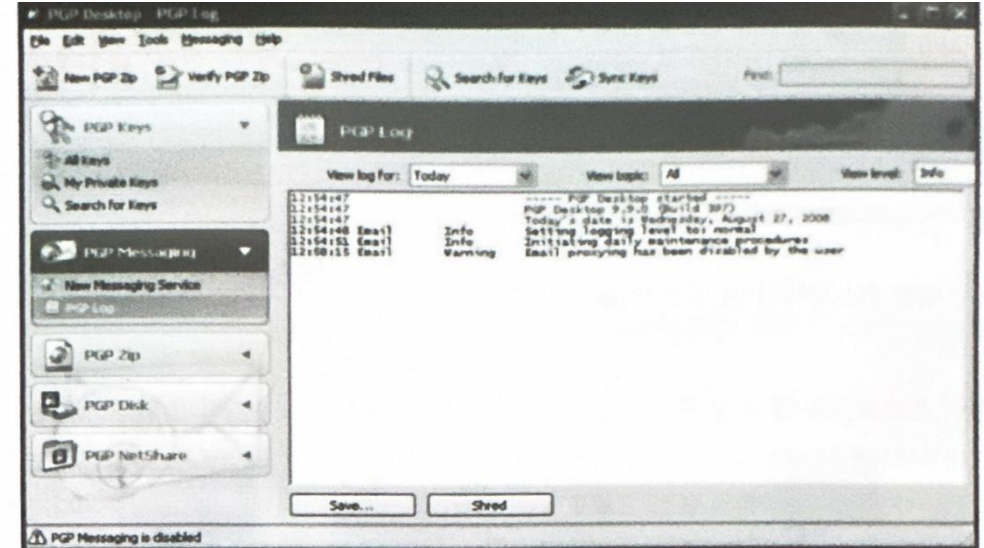 PGP Desktop - PGP Log
File Edit View Tools Messaging Help
New PGP Zip Verify PGP Zip Shred Files Search for Keys Sync Keys Find:
PGP Keys
All Keys
My Private Keys
Search for Keys
PGP Messaging
New Messaging Service
PGP Log
PGP Zip
PGP Disk
PGP NetShare
PGP Log
View log for: Today View topic: All View level: Info
12:54:47 ----- PGP Desktop started -----
12:54:47 PGP Desktop 9.9.0 (Build 397)
12:54:47 Today's date is Wednesday, August 27, 2008
12:54:48 Email Info Setting logging level to: normal
12:54:51 Email Info Initiating daily maintenance procedures
12:58:15 Email Warning Email proxying has been disabled by the user
Save... Shred
PGP Messaging is disabled